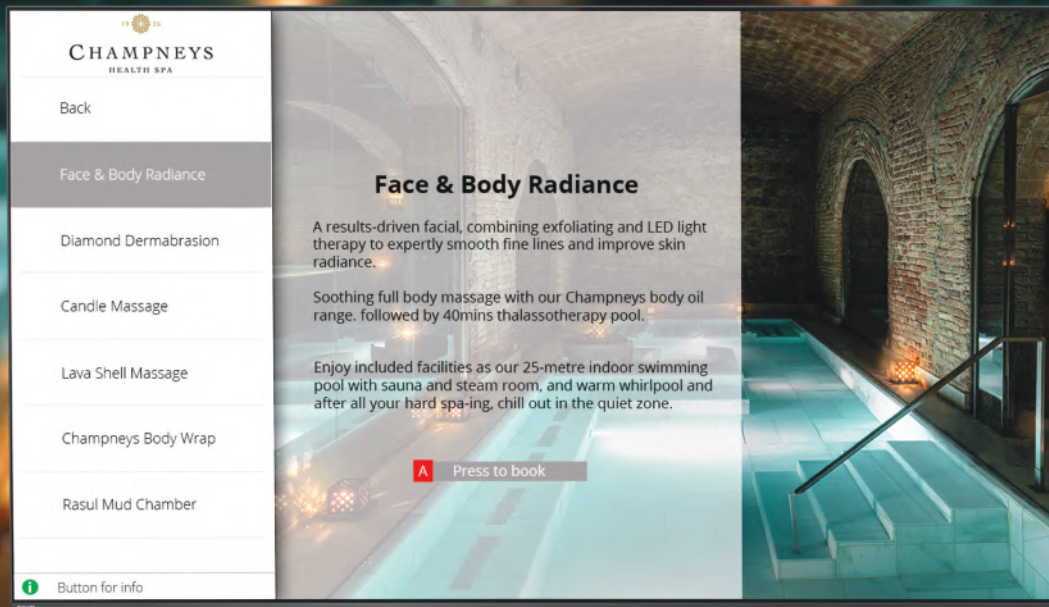 19 36
CHAMPNEYS
HEALTH SPA
Back
Face & Body Radiance
Diamond Dermabrasion
Candle Massage
Lava Shell Massage
Champneys Body Wrap
Rasul Mud Chamber
i Button for info
Face & Body Radiance
A results-driven facial, combining exfoliating and LED light
therapy to expertly smooth fine lines and improve skin
radiance.
Soothing full body massage with our Champneys body oil
range. followed by 40mins thalassotherapy pool.
Enjoy included facilities as our 25-metre indoor swimming
pool with sauna and steam room, and warm whirlpool and
after all your hard spa-ing, chill out in the quiet zone.
A Press to book